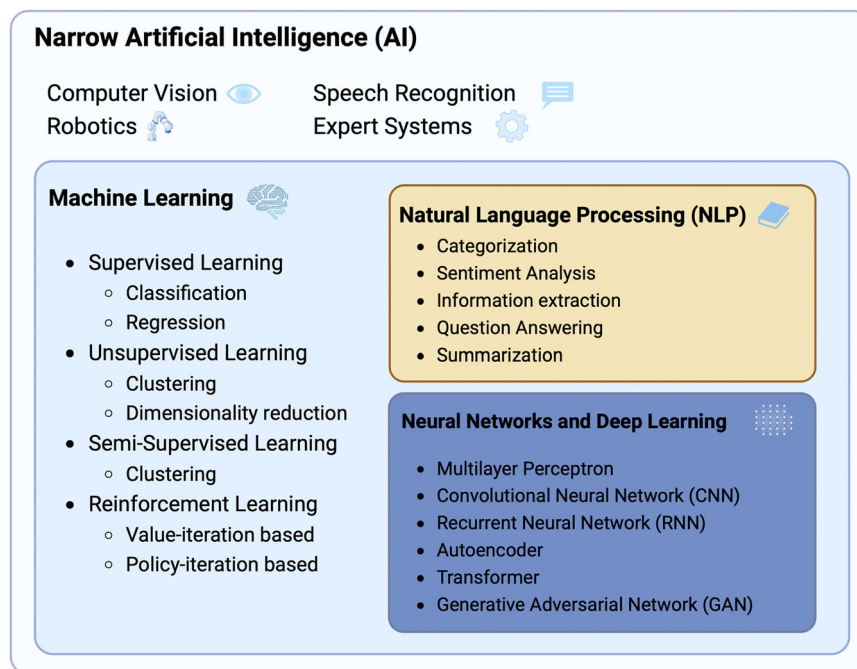 Narrow Artificial Intelligence (AI)
Computer Vision
Speech Recognition
Robotics
Expert Systems
Machine Learning
• Supervised Learning
○ Classification
○ Regression
• Unsupervised Learning
○ Clustering
○ Dimensionality reduction
• Semi-Supervised Learning
○ Clustering
• Reinforcement Learning
○ Value-iteration based
○ Policy-iteration based
Natural Language Processing (NLP)
• Categorization
• Sentiment Analysis
• Information extraction
• Question Answering
• Summarization
Neural Networks and Deep Learning
• Multilayer Perceptron
• Convolutional Neural Network (CNN)
• Recurrent Neural Network (RNN)
• Autoencoder
• Transformer
• Generative Adversarial Network (GAN)